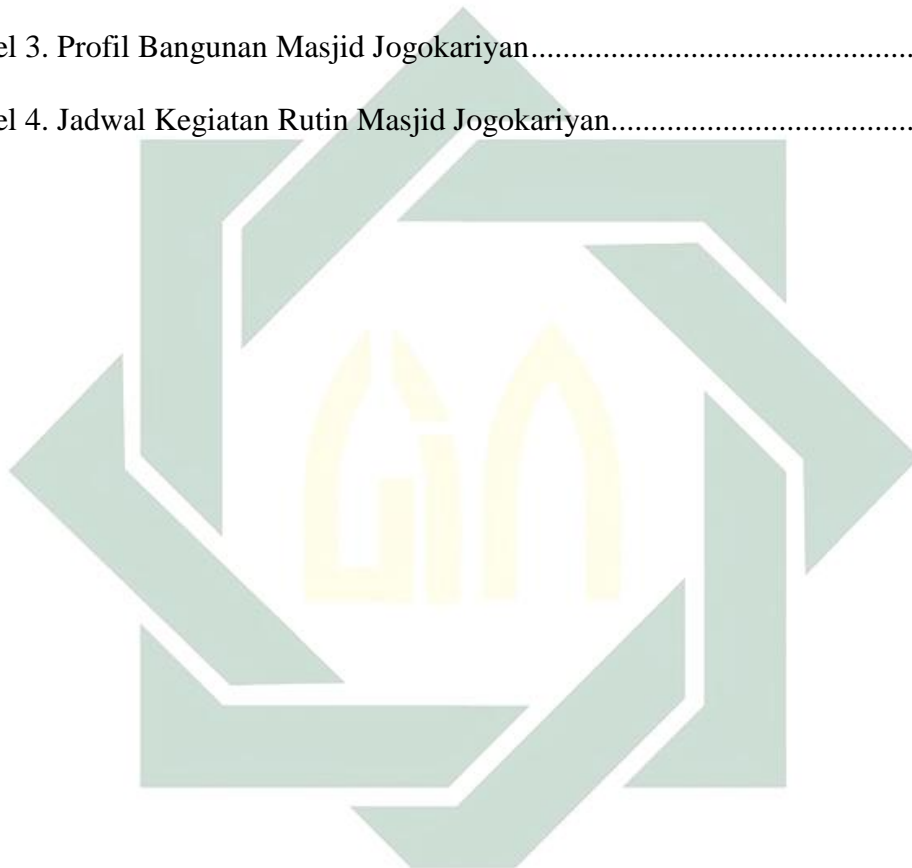 el 3. Profil Bangunan Masjid Jogokariyan................................................
el 4. Jadwal Kegiatan Rutin Masjid Jogokariyan......................................